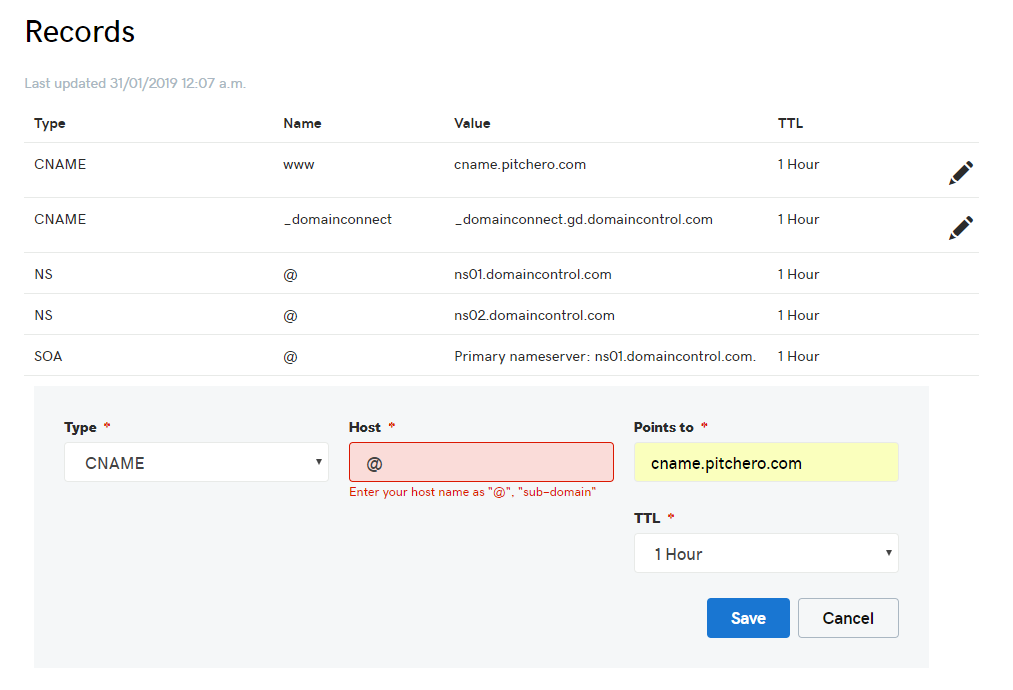 Records
Last updated 31/01/2019 12:07 a.m.
Type Name Value TTL
CNAME www cname.pitchero.com 1 Hour
CNAME _domainconnect _domainconnect.gd.domaincontrol.com 1 Hour
NS @ ns01.domaincontrol.com 1 Hour
NS @ ns02.domaincontrol.com 1 Hour
SOA @ Primary nameserver: ns01.domaincontrol.com. 1 Hour
Type * Host * Points to *
CNAME @ cname.pitchero.com
Enter your host name as "@", "sub-domain"
TTL *
1 Hour
Save Cancel